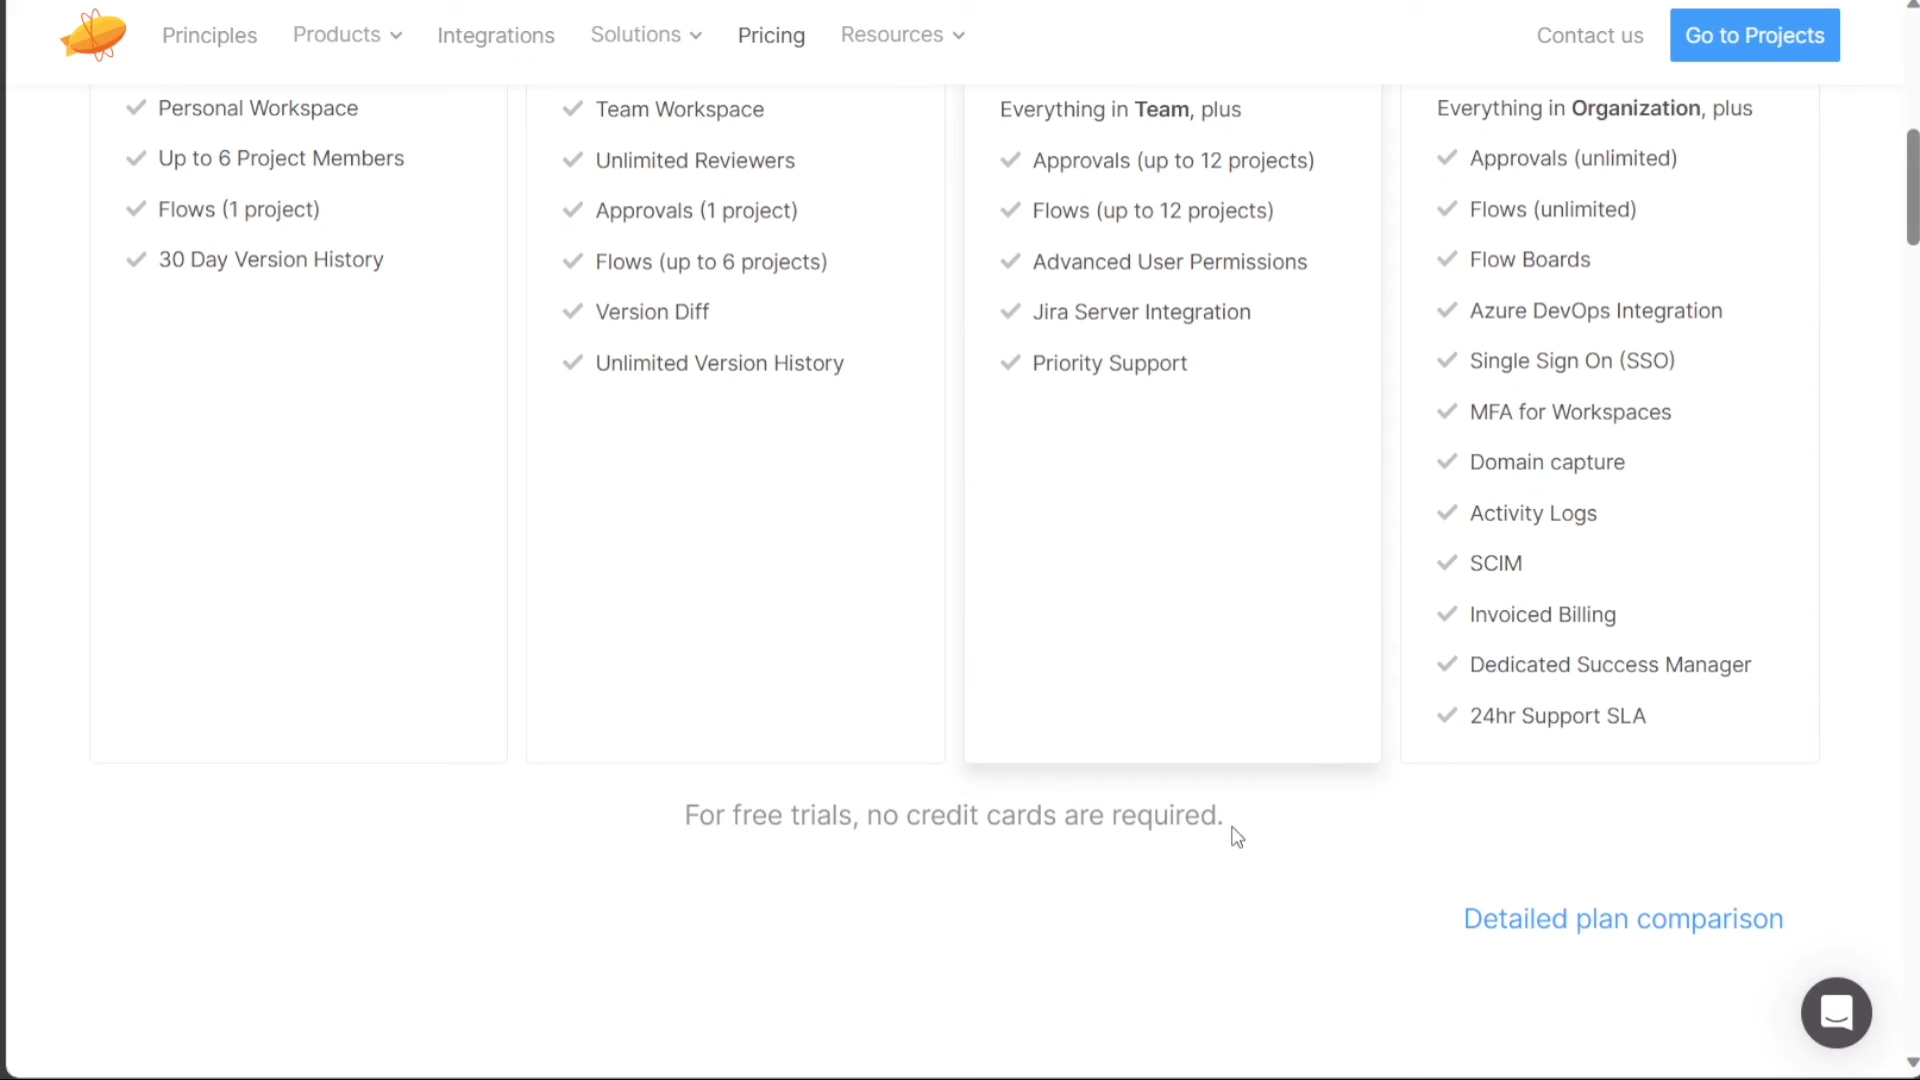 Principles
Products
Integrations
Solutions
Pricing
Resources
Contact us
Go to Projects
Personal Workspace
Up to 6 Project Members
Flows (1 project)
30 Day Version History
Team Workspace
Unlimited Reviewers
Approvals (1 project)
Flows (up to 6 projects)
Version Diff
Unlimited Version History
Everything in Team, plus
Approvals (up to 12 projects)
Flows (up to 12 projects)
Advanced User Permissions
Jira Server Integration
Priority Support
Everything in Organization, plus
Approvals (unlimited)
Flows (unlimited)
Flow Boards
Azure DevOps Integration
Single Sign On (SSO)
MFA for Workspaces
Domain capture
Activity Logs
SCIM
Invoiced Billing
Dedicated Success Manager
24hr Support SLA
For free trials, no credit cards are required.
Detailed plan comparison